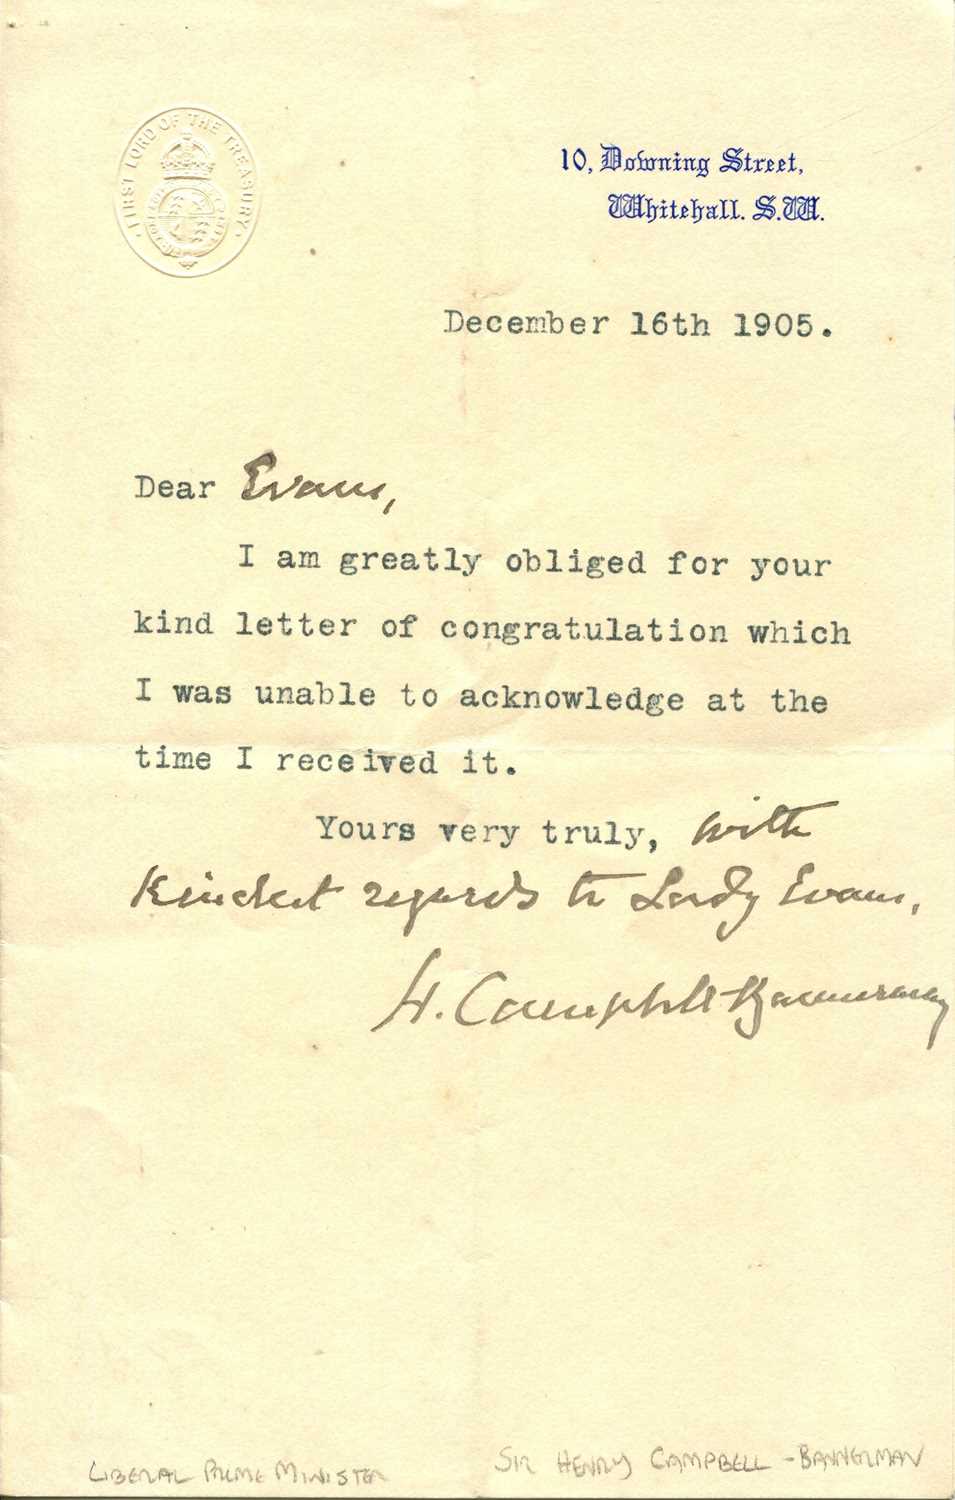 · FIRST LORD OF THE TREASURY ·
10, Downing Street,
Whitehall. S.W.
December 16th 1905.
Dear Evans,
I am greatly obliged for your
kind letter of congratulation which
I was unable to acknowledge at the
time I received it.
Yours very truly, with
Kindest regards to Lady Evans,
H. Campbell-Bannerman
LIBERAL PRIME MINISTER
SIR HENRY CAMPBELL - BANNERMAN